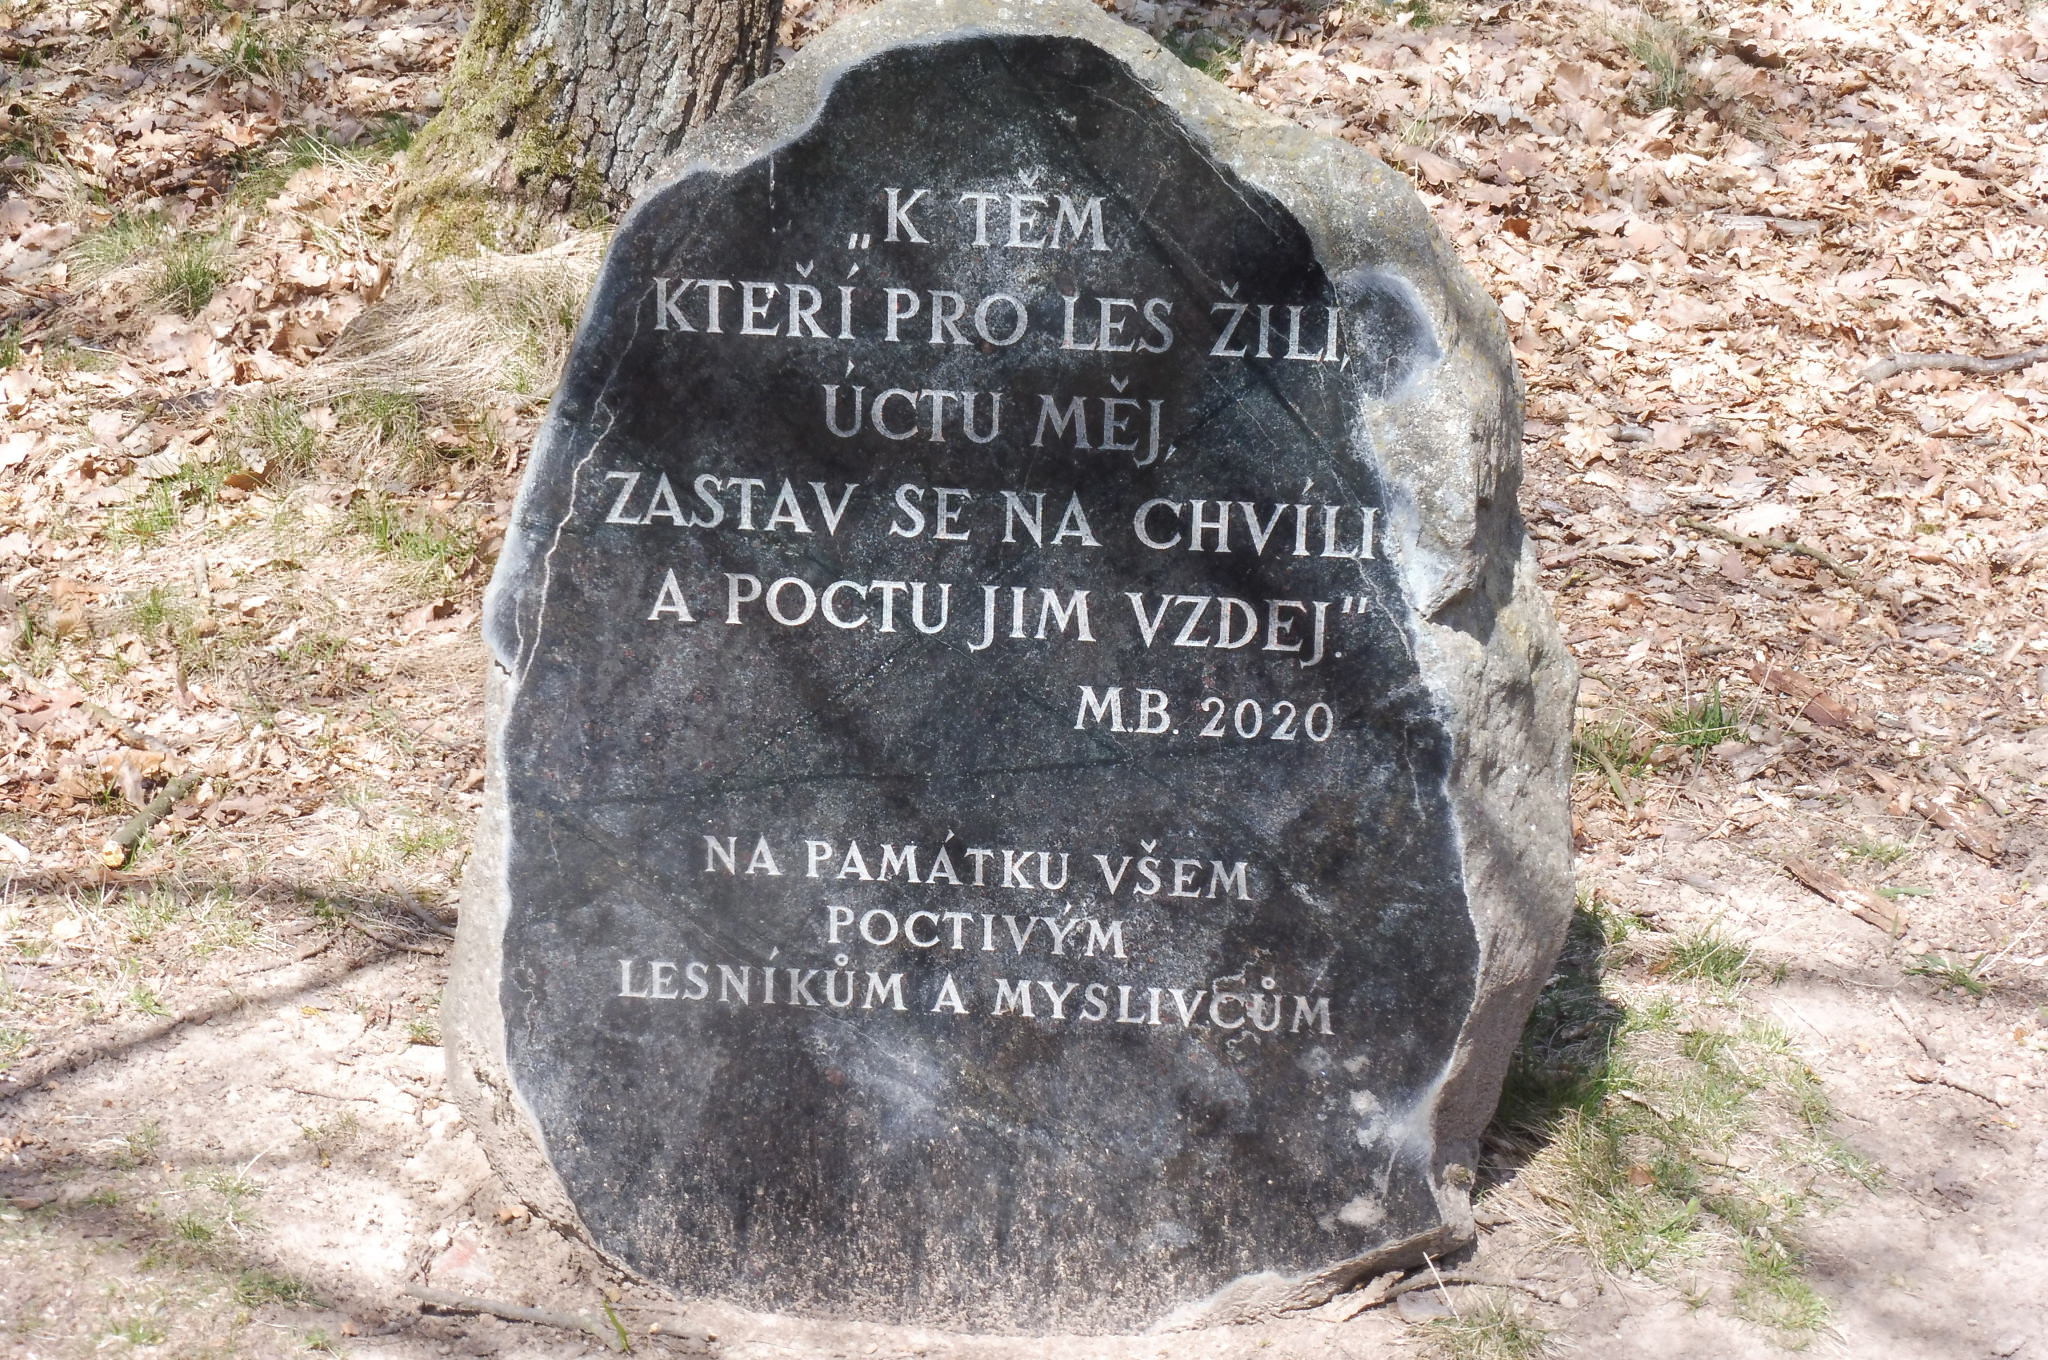 "K TĚM
KTEŘÍ PRO LES ŽILI,
ÚCTU MĚJ,
ZASTAV SE NA CHVÍLI
A POCTU JIM VZDEJ."
M.B. 2020
NA PAMÁTKU VŠEM
POCTIVÝM
LESNÍKŮM A MYSLIVCŮM